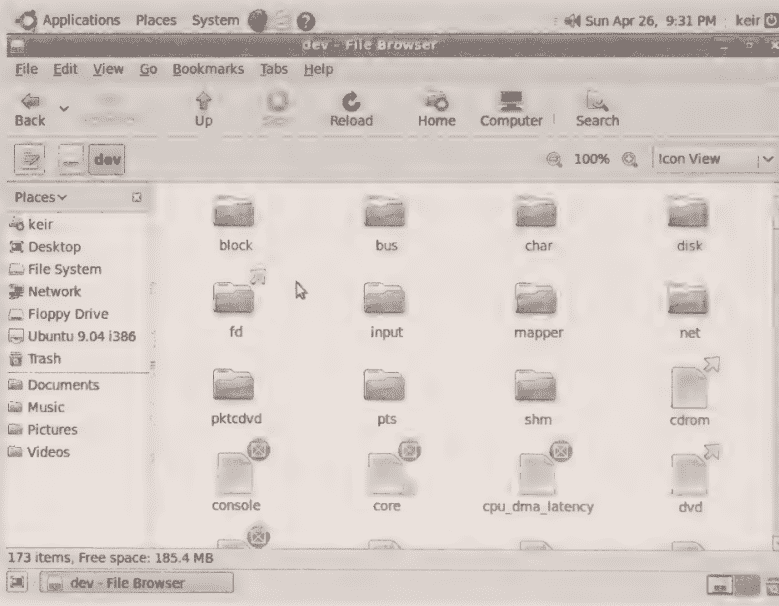 Applications Places System Sun Apr 26, 9:31 PM keir
dev - File Browser
File Edit View Go Bookmarks Tabs Help
Back Up Reload Home Computer Search
dev 100% Icon View
Places
keir
Desktop
File System
Network
Floppy Drive
Ubuntu 9.04 i386
Trash
Documents
Music
Pictures
Videos
block bus char disk
fd input mapper net
pktcdvd pts shm cdrom
console core cpu_dma_latency dvd
173 items, Free space: 185.4 MB
dev - File Browser